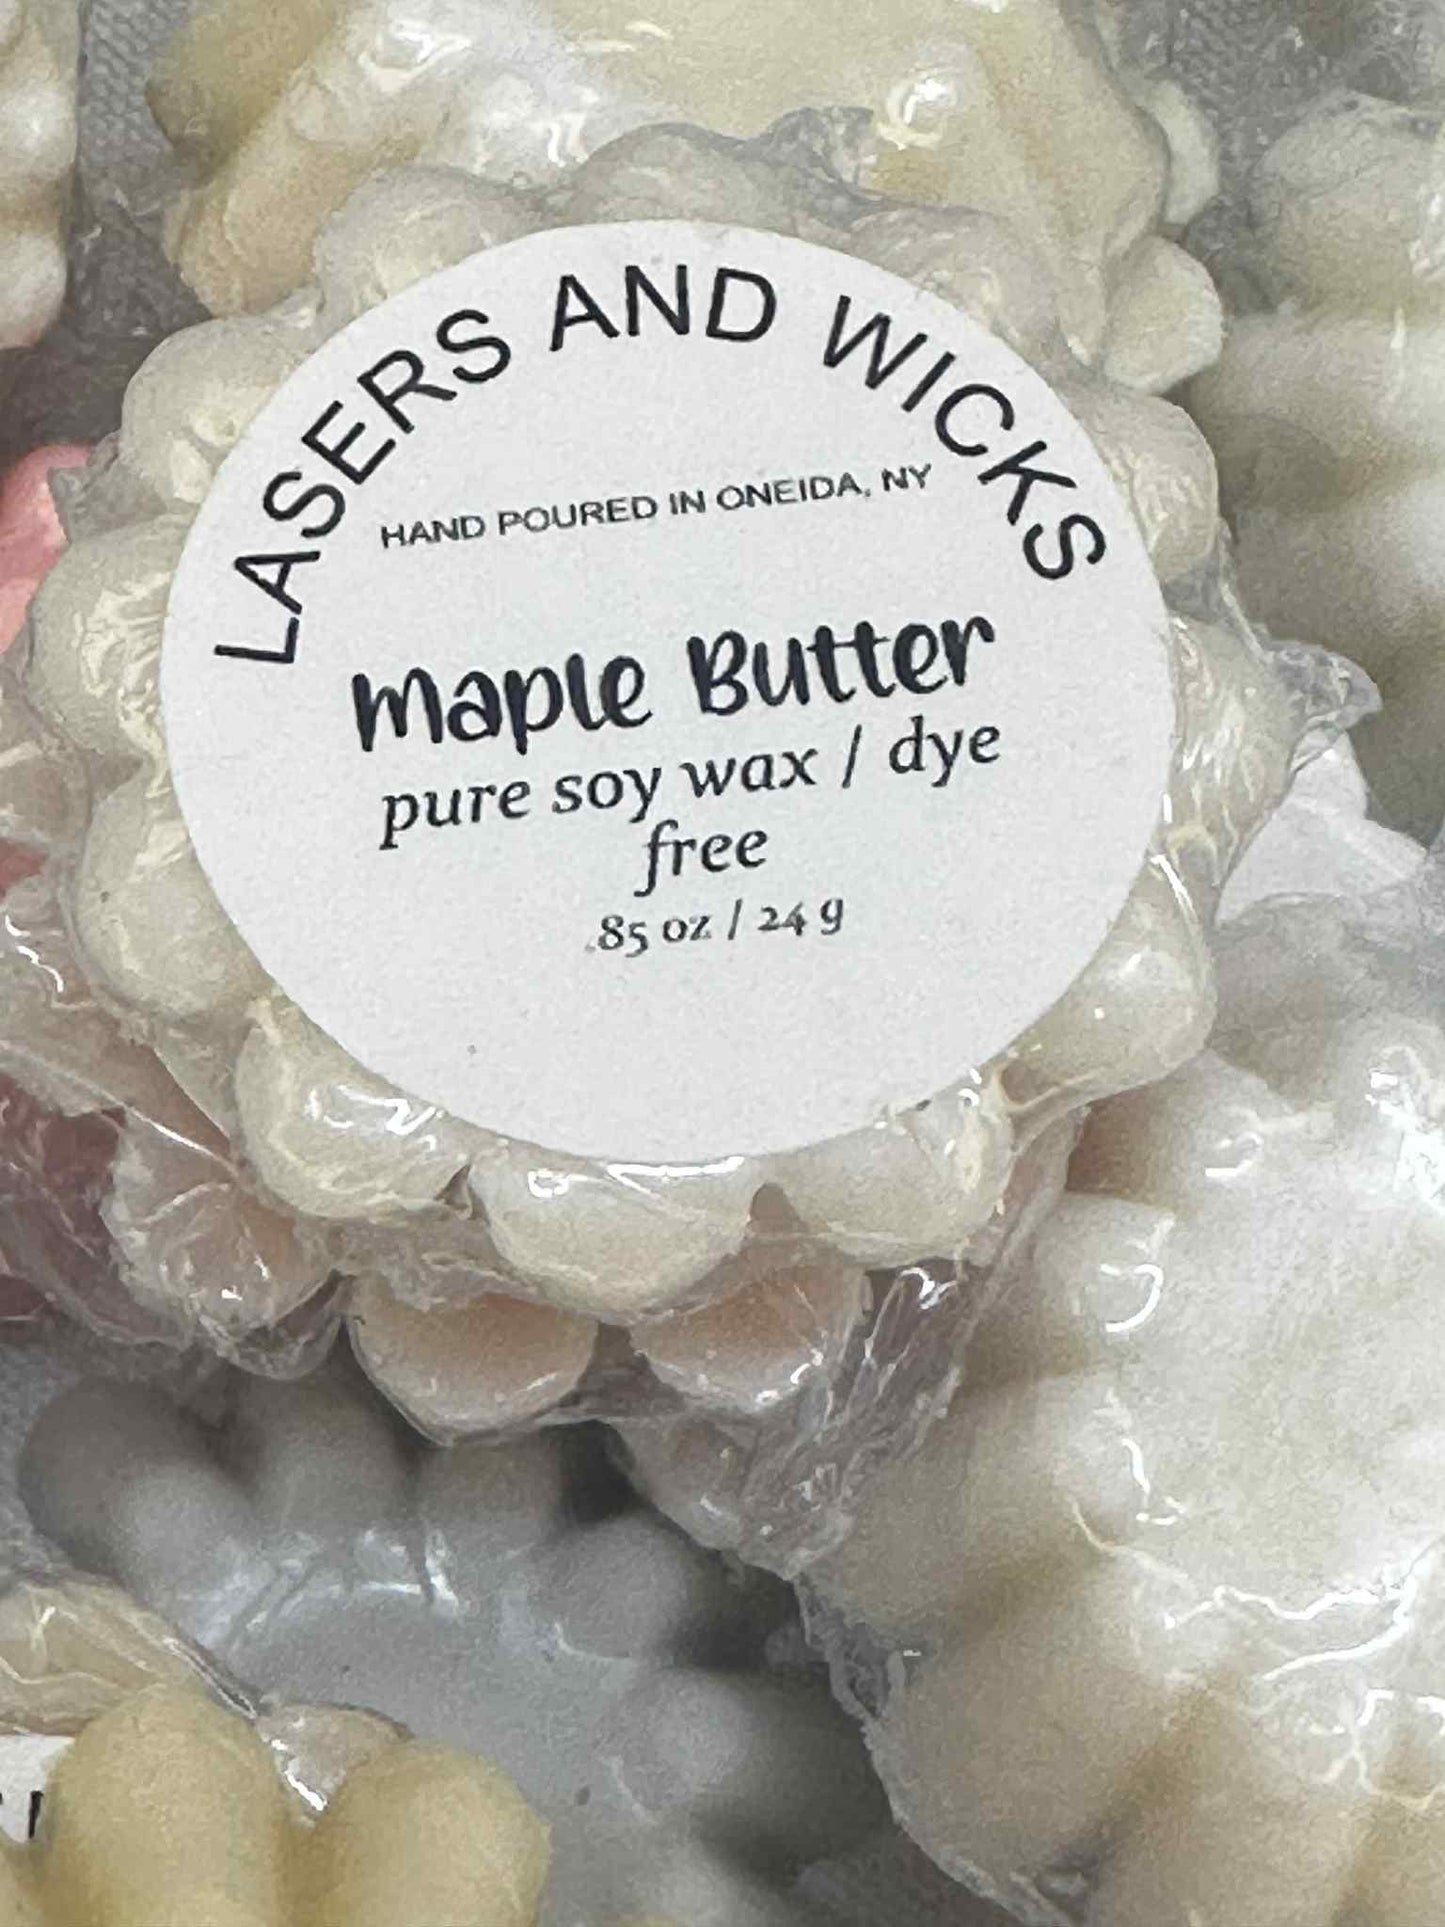 LASERS AND WICKS
HAND POURED IN ONEIDA, NY
Maple Butter
pure soy wax / dye
free
.85 oz / 24 g